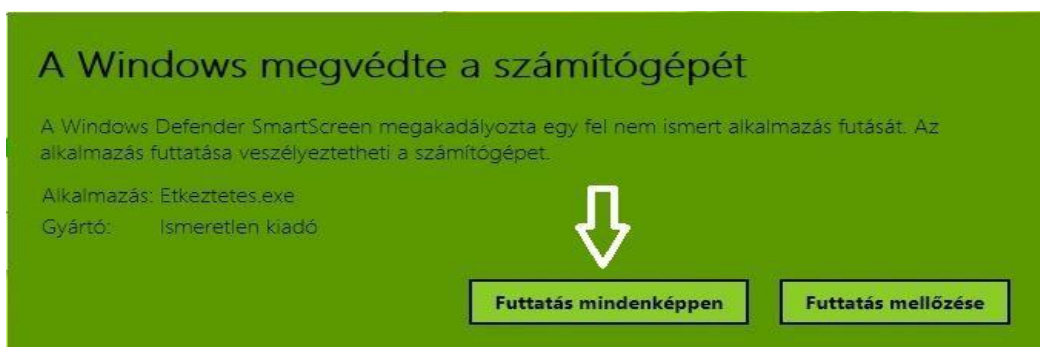 A Windows megvédte a számítógépét
A Windows Defender SmartScreen megakadályozta egy fel nem ismert alkalmazás futását. Az
alkalmazás futtatása veszélyeztetheti a számítógépet.
Alkalmazás: Etkeztetes.exe
Gyártó: Ismeretlen kiadó
Futtatás mindenképpen Futtatás mellőzése